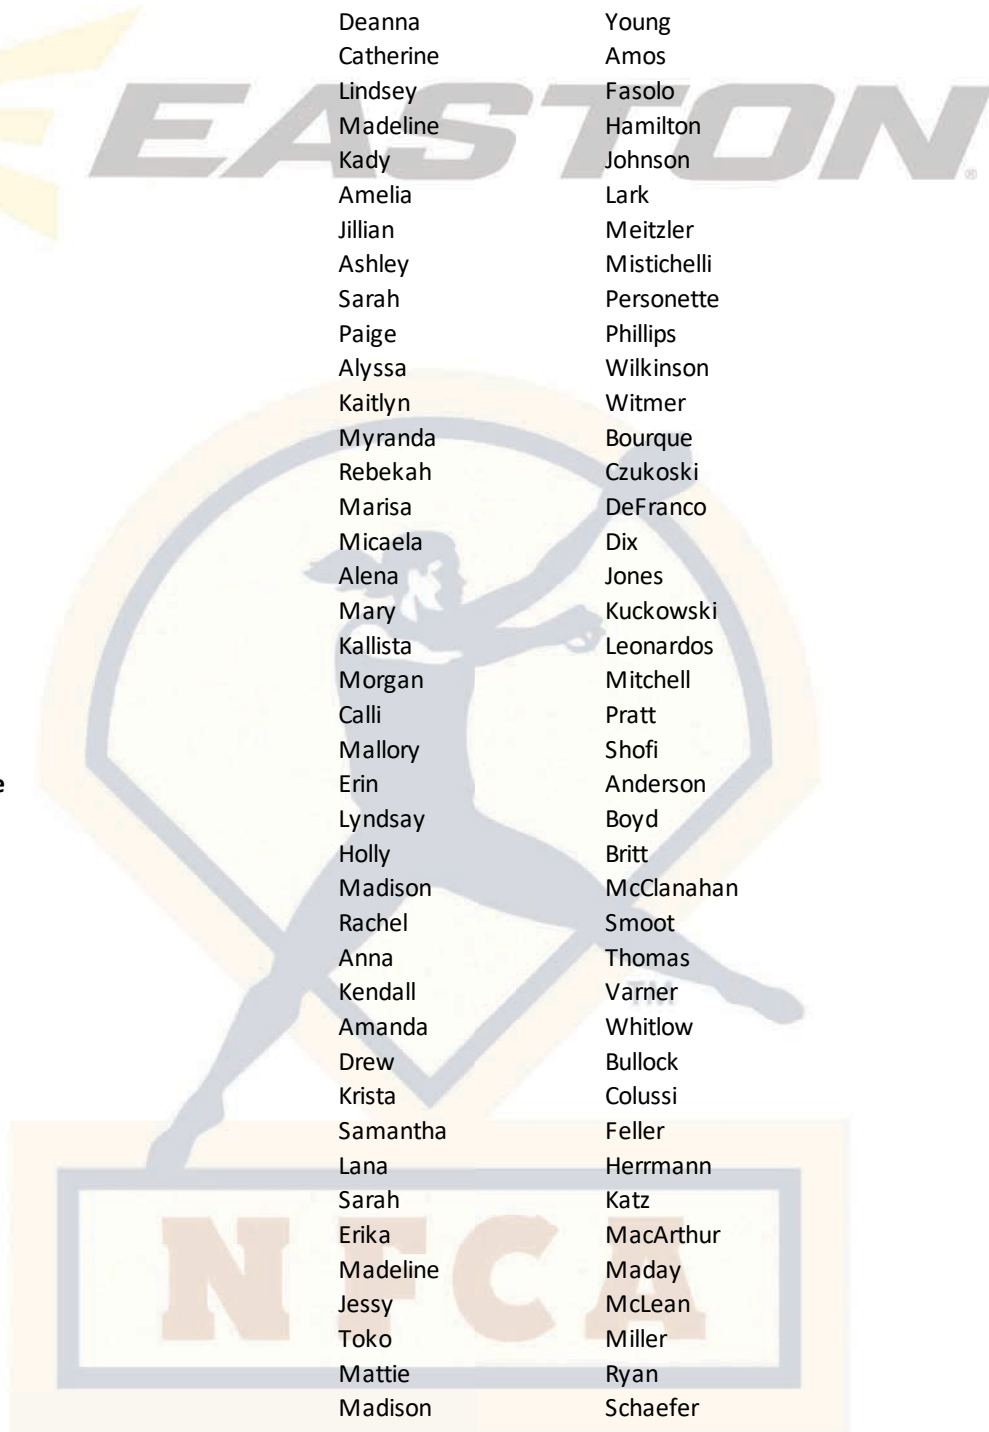 Deanna Young
Catherine Amos
EASTON®
Lindsey Fasolo
Madeline Hamilton
Kady Johnson
Amelia Lark
Jillian Meitzler
Ashley Mistichelli
Sarah Personette
Paige Phillips
Alyssa Wilkinson
Kaitlyn Witmer
Myranda Bourque
Rebekah Czukoski
Marisa DeFranco
Micaela Dix
Alena Jones
Mary Kuckowski
Kallista Leonardos
Morgan Mitchell
Calli Pratt
Mallory Shofi
e Erin Anderson
Lyndsay Boyd
Holly Britt
Madison McClanahan
Rachel Smoot
Anna Thomas
Kendall Varner
TM
Amanda Whitlow
Drew Bullock
Krista Colussi
Samantha Feller
Lana Herrmann
Sarah Katz
Erika MacArthur
Madeline Maday
NFCA
Jessy McLean
Toko Miller
Mattie Ryan
Madison Schaefer